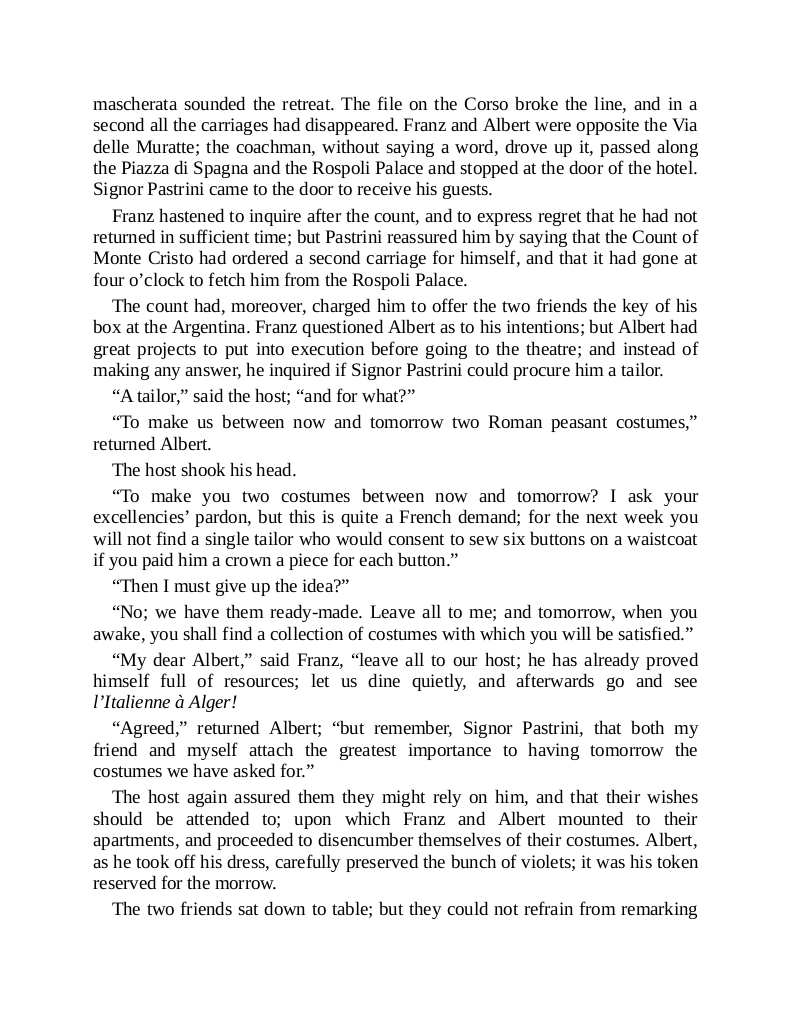 mascherata sounded the retreat. The file on the Corso broke the line, and in a
second all the carriages had disappeared. Franz and Albert were opposite the Via
delle Muratte; the coachman, without saying a word, drove up it, passed along
the Piazza di Spagna and the Rospoli Palace and stopped at the door of the hotel.
Signor Pastrini came to the door to receive his guests.
Franz hastened to inquire after the count, and to express regret that he had not
returned in sufficient time; but Pastrini reassured him by saying that the Count of
Monte Cristo had ordered a second carriage for himself, and that it had gone at
four o’clock to fetch him from the Rospoli Palace.
The count had, moreover, charged him to offer the two friends the key of his
box at the Argentina. Franz questioned Albert as to his intentions; but Albert had
great projects to put into execution before going to the theatre; and instead of
making any answer, he inquired if Signor Pastrini could procure him a tailor.
“A tailor,” said the host; “and for what?”
“To make us between now and tomorrow two Roman peasant costumes,”
returned Albert.
The host shook his head.
“To make you two costumes between now and tomorrow? I ask your
excellencies’ pardon, but this is quite a French demand; for the next week you
will not find a single tailor who would consent to sew six buttons on a waistcoat
if you paid him a crown a piece for each button.”
“Then I must give up the idea?”
“No; we have them ready-made. Leave all to me; and tomorrow, when you
awake, you shall find a collection of costumes with which you will be satisfied.”
“My dear Albert,” said Franz, “leave all to our host; he has already proved
himself full of resources; let us dine quietly, and afterwards go and see
l’Italienne à Alger!
“Agreed,” returned Albert; “but remember, Signor Pastrini, that both my
friend and myself attach the greatest importance to having tomorrow the
costumes we have asked for.”
The host again assured them they might rely on him, and that their wishes
should be attended to; upon which Franz and Albert mounted to their
apartments, and proceeded to disencumber themselves of their costumes. Albert,
as he took off his dress, carefully preserved the bunch of violets; it was his token
reserved for the morrow.
The two friends sat down to table; but they could not refrain from remarking